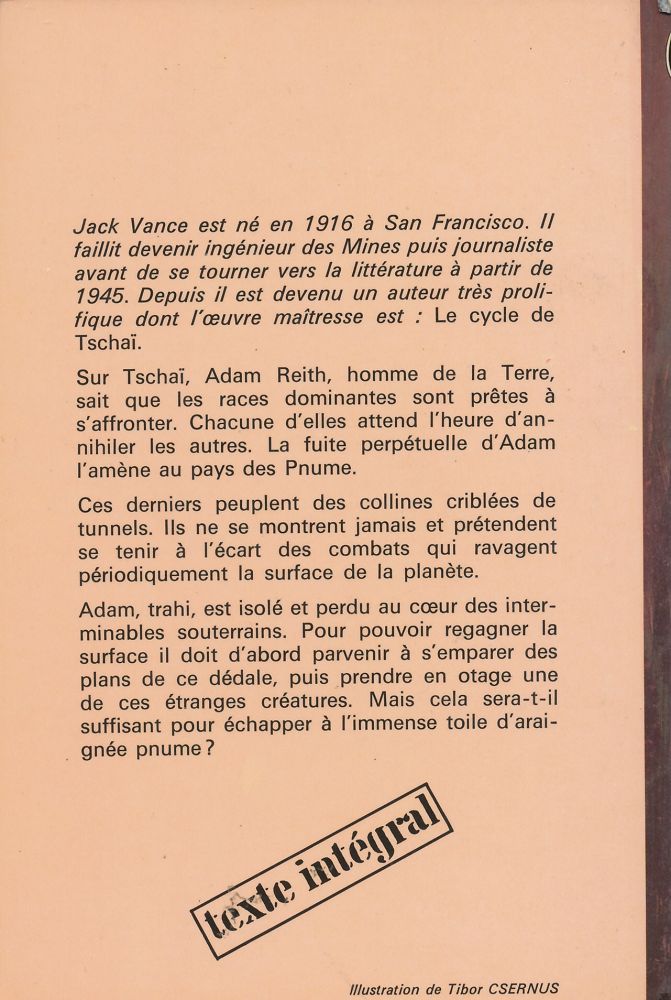 Jack Vance est né en 1916 à San Francisco. Il
faillit devenir ingénieur des Mines puis journaliste
avant de se tourner vers la littérature à partir de
1945. Depuis il est devenu un auteur très proli-
fique dont l'œuvre maîtresse est : Le cycle de
Tschaï.
Sur Tschaï, Adam Reith, homme de la Terre,
sait que les races dominantes sont prêtes à
s'affronter. Chacune d'elles attend l'heure d'an-
nihiler les autres. La fuite perpétuelle d'Adam
l'amène au pays des Pnume.
Ces derniers peuplent des collines criblées de
tunnels. Ils ne se montrent jamais et prétendent
se tenir à l'écart des combats qui ravagent
périodiquement la surface de la planète.
Adam, trahi, est isolé et perdu au cœur des inter-
minables souterrains. Pour pouvoir regagner la
surface il doit d'abord parvenir à s'emparer des
plans de ce dédale, puis prendre en otage une
de ces étranges créatures. Mais cela sera-t-il
suffisant pour échapper à l'immense toile d'arai-
gnée pnume ?
texte intégral
Illustration de Tibor CSERNUS